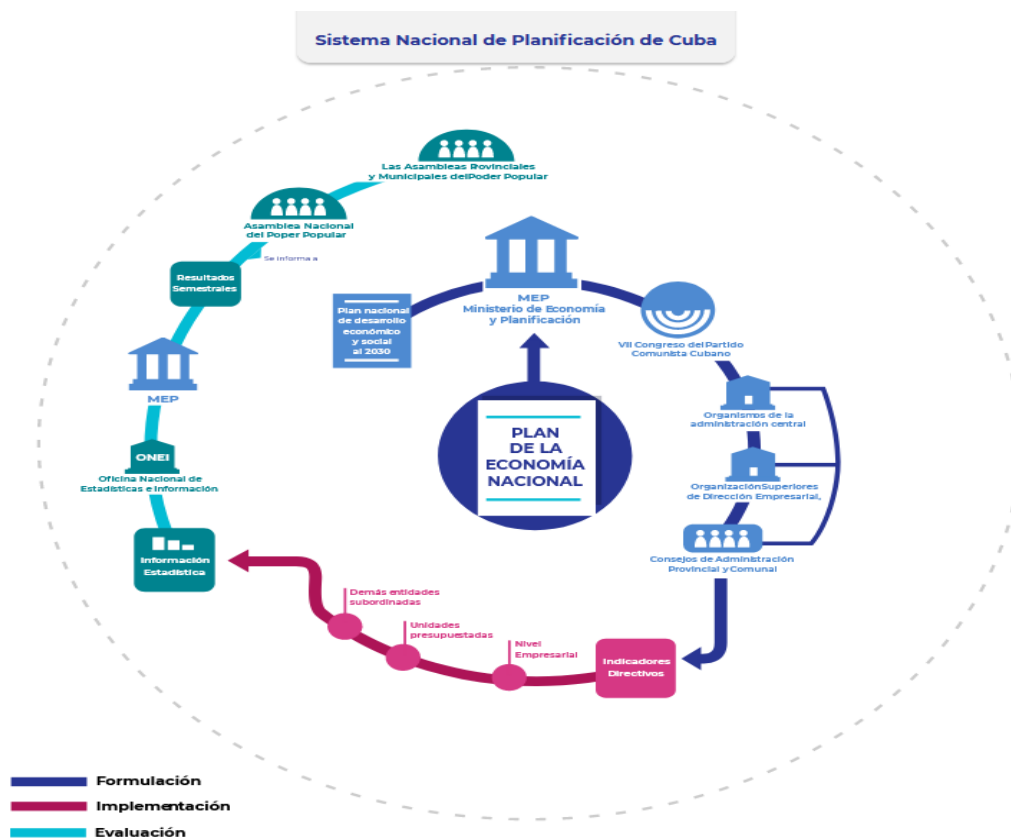 Sistema Nacional de Planificación de Cuba
Las Asambleas Provinciales
y Municipales delPoder Popular
Asamblea Nacional
del Poper Popular
Se informa a
Resultados
Semestrales
MEP
ONEI
Oficina Nacional de
Estadísticas e Información
Información
Estadística
Plan nacional
de desarrollo
económico
y social
al 2030
MEP
Ministerio de Economía
y Planificación
VII Congreso del Partido
Comunista Cubano
Organismos de la
administración central
Organización Superiores
de Dirección Empresarial,
Consejos de Administración
Provincial y Comunal
PLAN
DE LA
ECONOMÍA
NACIONAL
Demás entidades
subordinadas
Unidades
presupuestadas
Nivel
Empresarial
Indicadores
Directivos
Formulación
Implementación
Evaluación